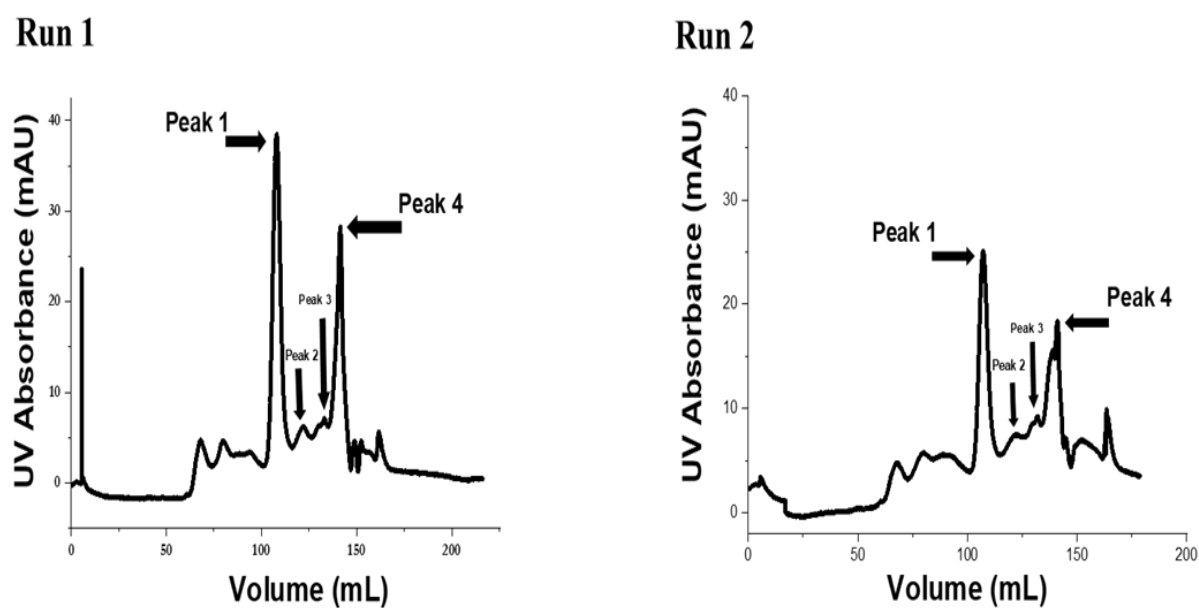 Run 1
Run 2
UV Absorbance (mAU)
40
30
20
10
0
Peak 1
Peak 4
Peak 3
Peak 2
0
50
100
150
200
Volume (mL)
UV Absorbance (mAU)
40
30
20
10
0
Peak 1
Peak 4
Peak 3
Peak 2
0
50
100
150
200
Volume (mL)